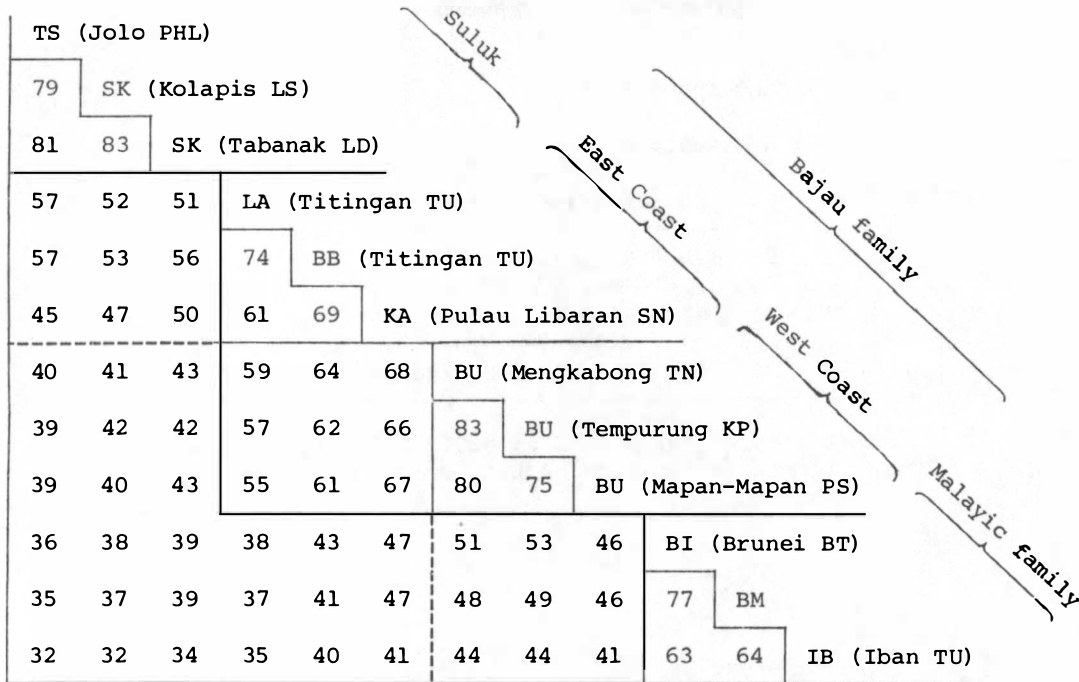 TS (Jolo PHL)
79 SK (Kolapis LS)
81 83 SK (Tabanak LD)
57 52 51 LA (Titingan TU)
57 53 56 74 BB (Titingan TU)
45 47 50 61 69 KA (Pulau Libaran SN)
40 41 43 59 64 68 BU (Mengkabong TN)
39 42 42 57 62 66 83 BU (Tempurung KP)
39 40 43 55 61 67 80 75 BU (Mapan-Mapan PS)
36 38 39 38 43 47 51 53 46 BI (Brunei BT)
35 37 39 37 41 47 48 49 46 77 BM
32 32 34 35 40 41 44 44 41 63 64 IB (Iban TU)
Suluk
East Coast
West Coast
Bajau family
Malayic family